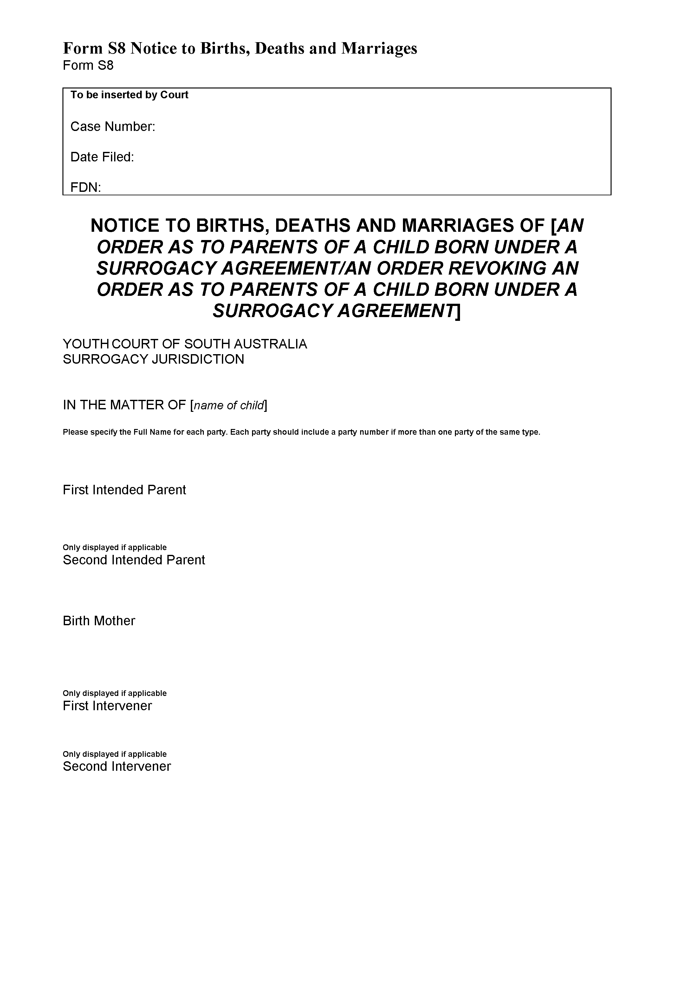 Form S8 Notice to Births, Deaths and Marriages
Form S8
To be inserted by Court
Case Number:
Date Filed:
FDN:
NOTICE TO BIRTHS, DEATHS AND MARRIAGES OF [AN
ORDER AS TO PARENTS OF A CHILD BORN UNDER A
SURROGACY AGREEMENT/AN ORDER REVOKING AN
ORDER AS TO PARENTS OF A CHILD BORN UNDER A
SURROGACY AGREEMENT]
YOUTH COURT OF SOUTH AUSTRALIA
SURROGACY JURISDICTION
IN THE MATTER OF [name of child]
Please specify the Full Name for each party. Each party should include a party number if more than one party of the same type.
First Intended Parent
Only displayed if applicable
Second Intended Parent
Birth Mother
Only displayed if applicable
First Intervener
Only displayed if applicable
Second Intervener